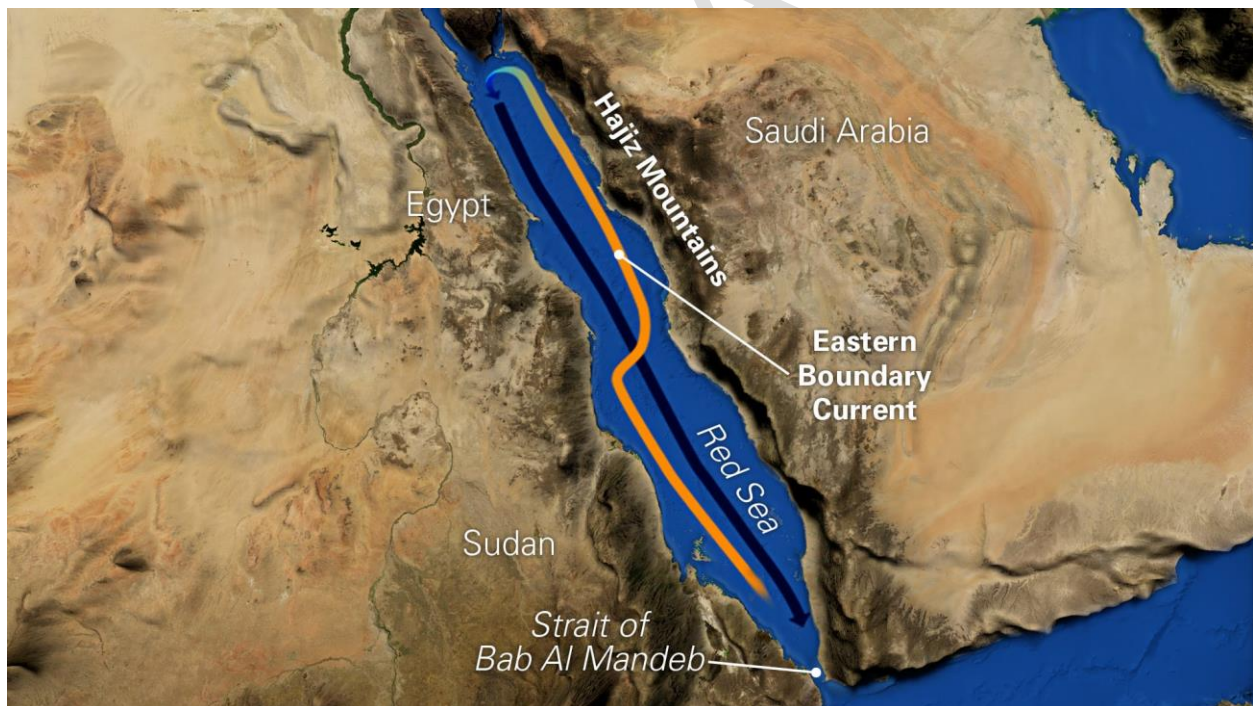 Saudi Arabia
Hajiz Mountains
Egypt
Eastern
Boundary
Current
Red Sea
Sudan
Strait of
Bab Al Mandeb